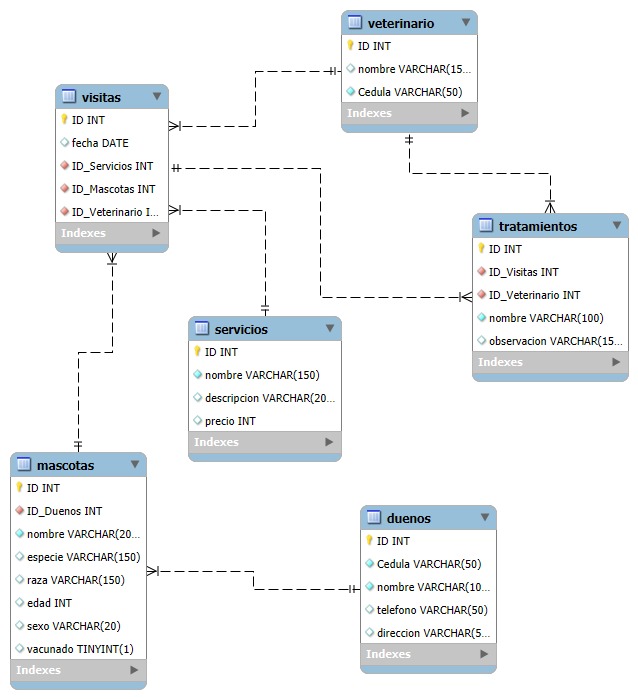 veterinario
ID INT
nombre VARCHAR(15...
Cedula VARCHAR(50)
Indexes
visitas
ID INT
fecha DATE
ID_Servicios INT
ID_Mascotas INT
ID_Veterinario I...
Indexes
tratamientos
ID INT
ID_Visitas INT
ID_Veterinario INT
nombre VARCHAR(100)
observacion VARCHAR(15...
Indexes
servicios
ID INT
nombre VARCHAR(150)
descripcion VARCHAR(20...
precio INT
Indexes
mascotas
ID INT
ID_Duenos INT
nombre VARCHAR(20...
especie VARCHAR(150)
raza VARCHAR(150)
edad INT
sexo VARCHAR(20)
vacunado TINYINT(1)
Indexes
duenos
ID INT
Cedula VARCHAR(50)
nombre VARCHAR(10...
telefono VARCHAR(50)
direccion VARCHAR(5...
Indexes